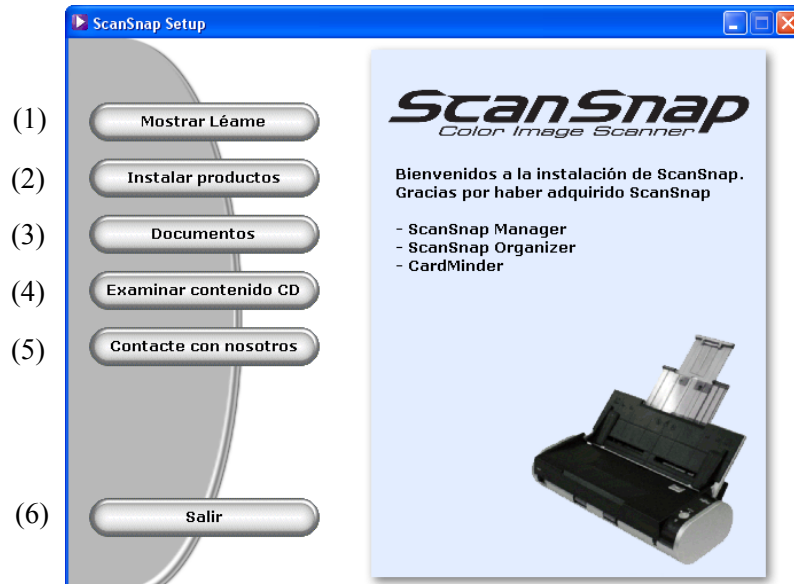 ScanSnap Setup
(1) Mostrar Léame
(2) Instalar productos
(3) Documentos
(4) Examinar contenido CD
(5) Contacte con nosotros
(6) Salir
ScanSnap
Color Image Scanner
Bienvenidos a la instalación de ScanSnap.
Gracias por haber adquirido ScanSnap
- ScanSnap Manager
- ScanSnap Organizer
- CardMinder